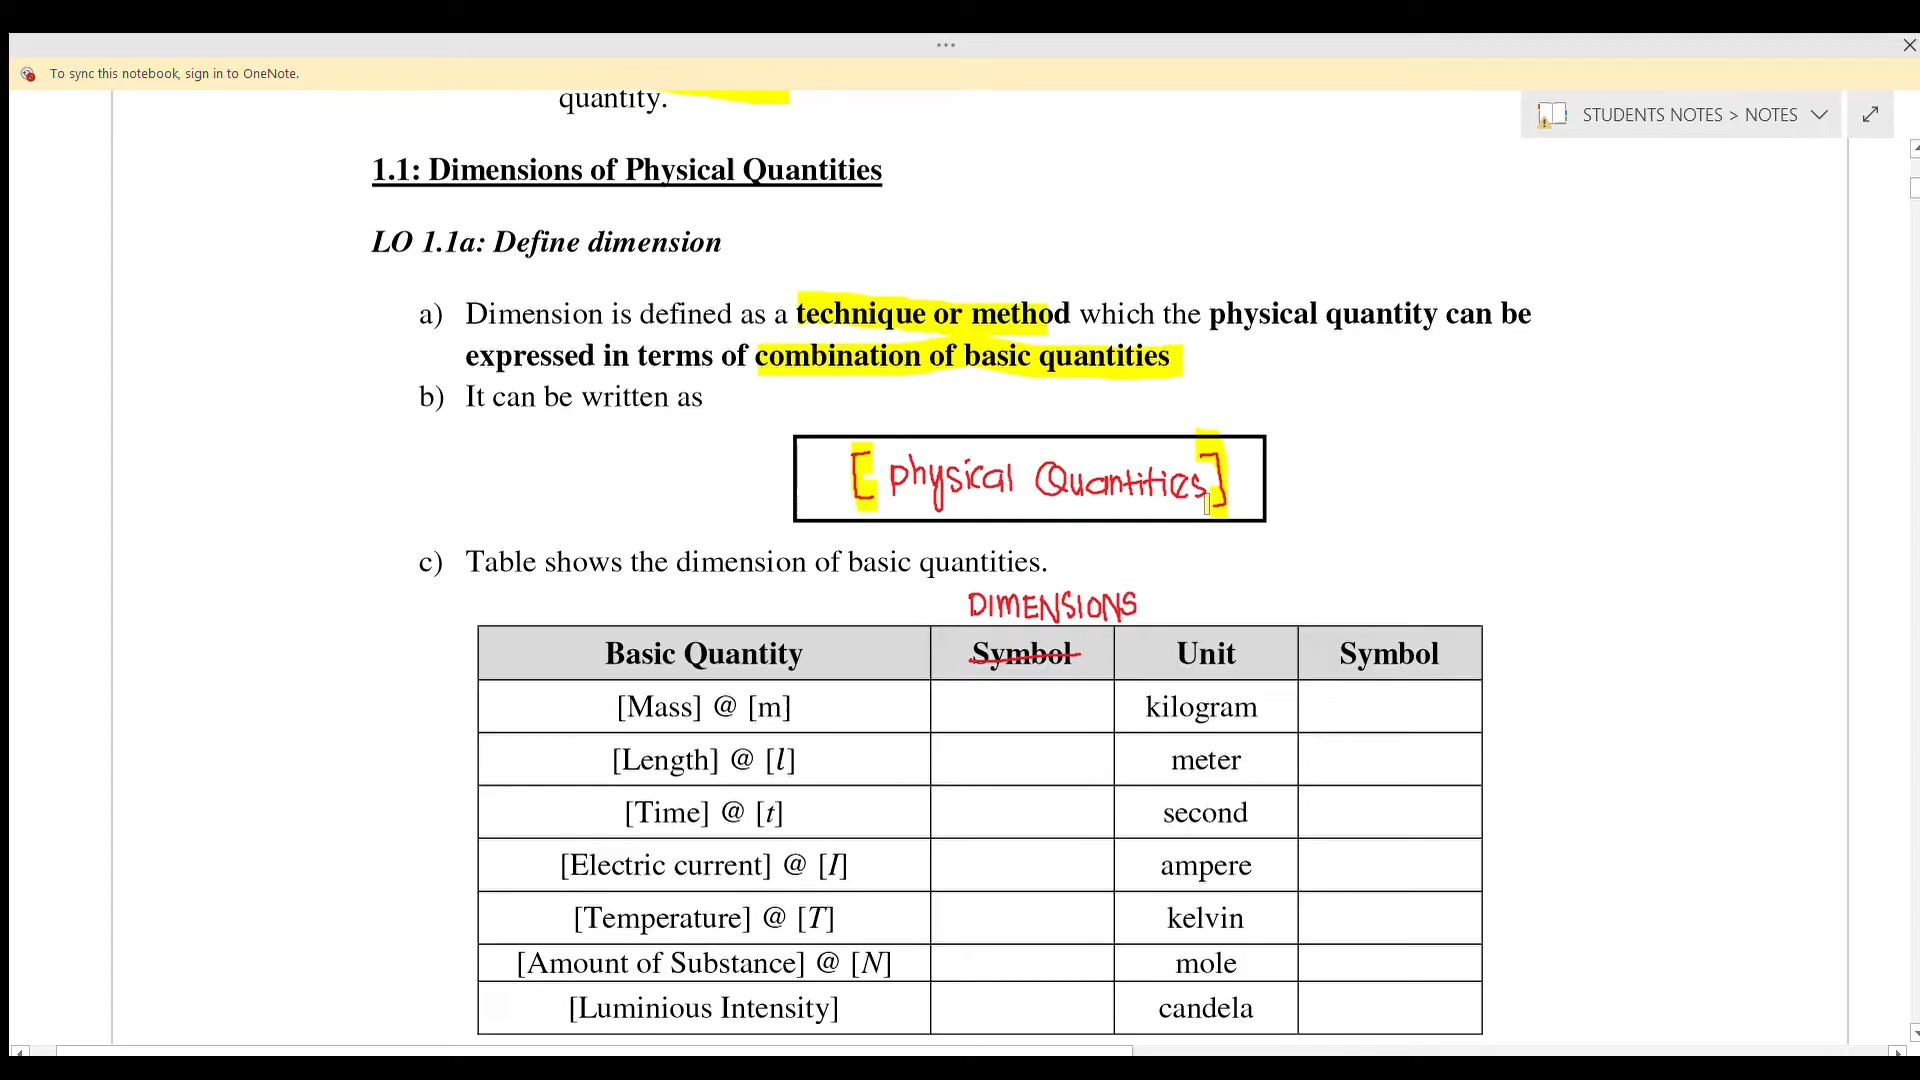 To sync this notebook, sign in to OneNote.
quantity.
STUDENTS NOTES > NOTES
1.1: Dimensions of Physical Quantities
LO 1.1a: Define dimension
a) Dimension is defined as a technique or method which the physical quantity can be
expressed in terms of combination of basic quantities
b) It can be written as
[ Physical Quantities ]
c) Table shows the dimension of basic quantities.
DIMENSIONS
Basic Quantity Symbol Unit Symbol
[Mass] @ [m] kilogram
[Length] @ [l] meter
[Time] @ [t] second
[Electric current] @ [I] ampere
[Temperature] @ [T] kelvin
[Amount of Substance] @ [N] mole
[Luminious Intensity] candela